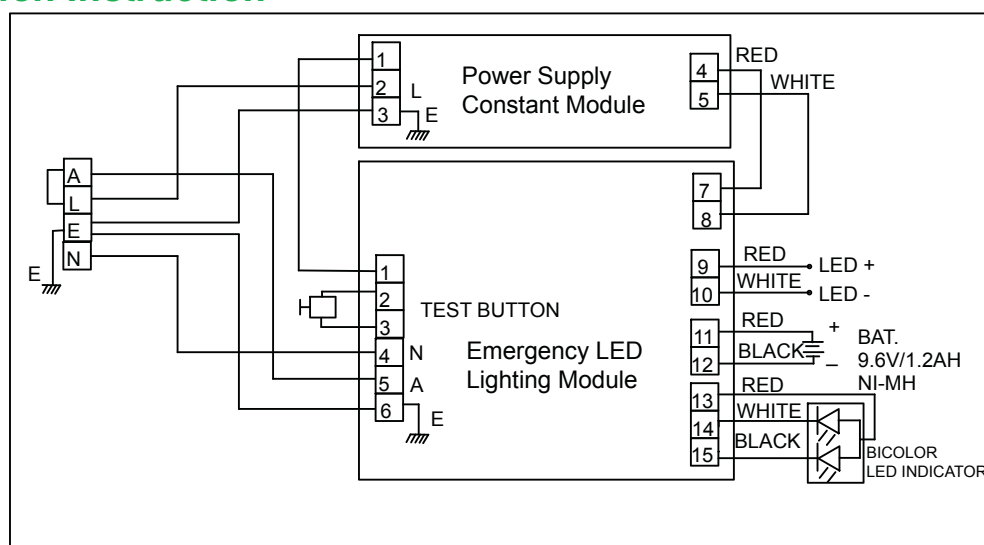 1
2
3
L
E
Power Supply
Constant Module
4
5
RED
WHITE
A
L
E
N
E
7
8
1
2
3
4
5
6
TEST BUTTON
N
A
E
Emergency LED
Lighting Module
9
10
RED
WHITE
LED +
LED -
11
12
RED
BLACK
+
–
BAT.
9.6V/1.2AH
NI-MH
13
14
15
RED
WHITE
BLACK
BICOLOR
LED INDICATOR